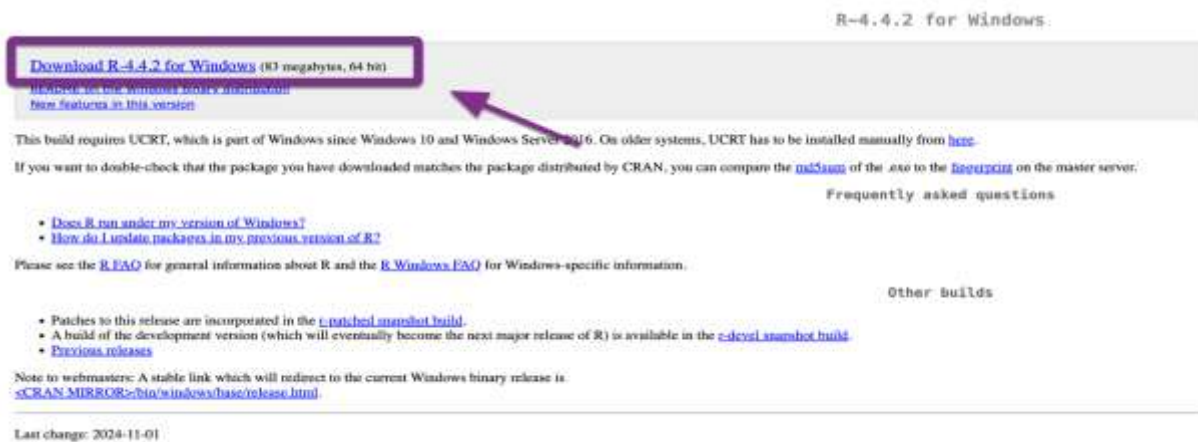 R-4.4.2 for Windows
Download R-4.4.2 for Windows (83 megabytes, 64 bit)
README on the Windows binary distribution
New features in this version
This build requires UCRT, which is part of Windows since Windows 10 and Windows Server 2016. On older systems, UCRT has to be installed manually from here.
If you want to double-check that the package you have downloaded matches the package distributed by CRAN, you can compare the md5sum of the .exe to the fingerprint on the master server.
Frequently asked questions
• Does R run under my version of Windows?
• How do I update packages in my previous version of R?
Please see the R FAQ for general information about R and the R Windows FAQ for Windows-specific information.
Other builds
• Patches to this release are incorporated in the r-patched snapshot build.
• A build of the development version (which will eventually become the next major release of R) is available in the r-devel snapshot build.
• Previous releases
Note to webmasters: A stable link which will redirect to the current Windows binary release is
<CRAN MIRROR>/bin/windows/base/release.html.
Last change: 2024-11-01